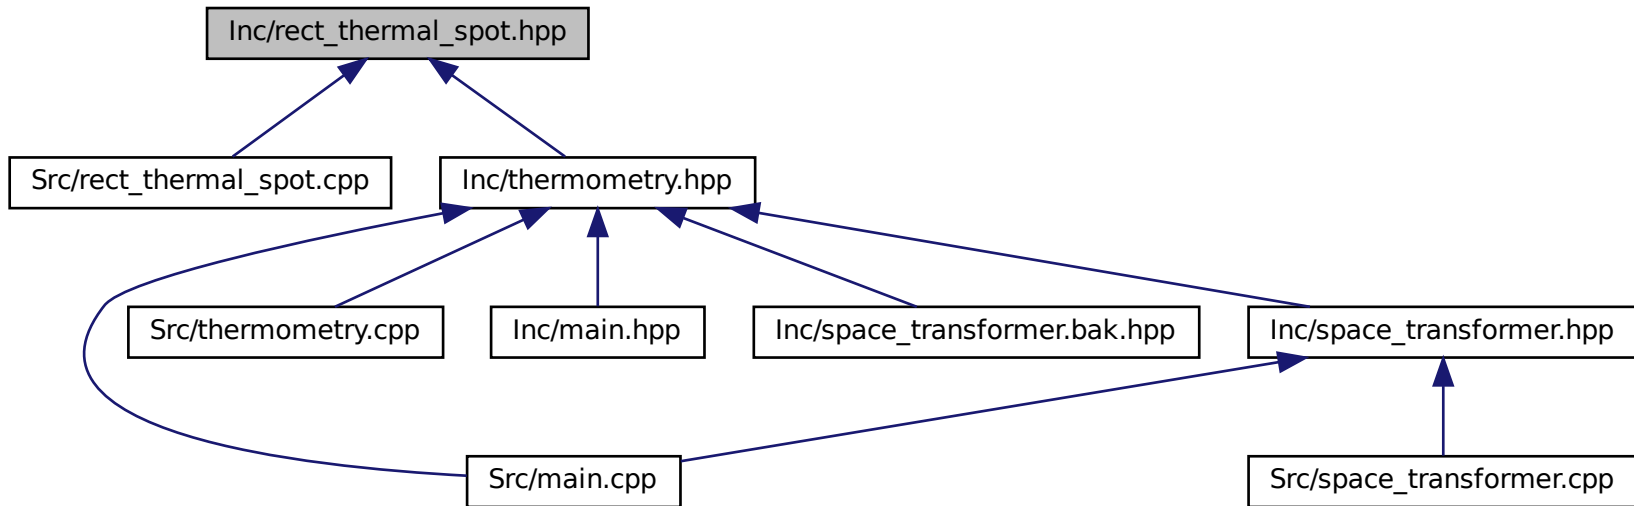 Inc/rect_thermal_spot.hpp
Src/rect_thermal_spot.cpp
Inc/thermometry.hpp
Src/thermometry.cpp
Inc/main.hpp
Inc/space_transformer.bak.hpp
Inc/space_transformer.hpp
Src/main.cpp
Src/space_transformer.cpp